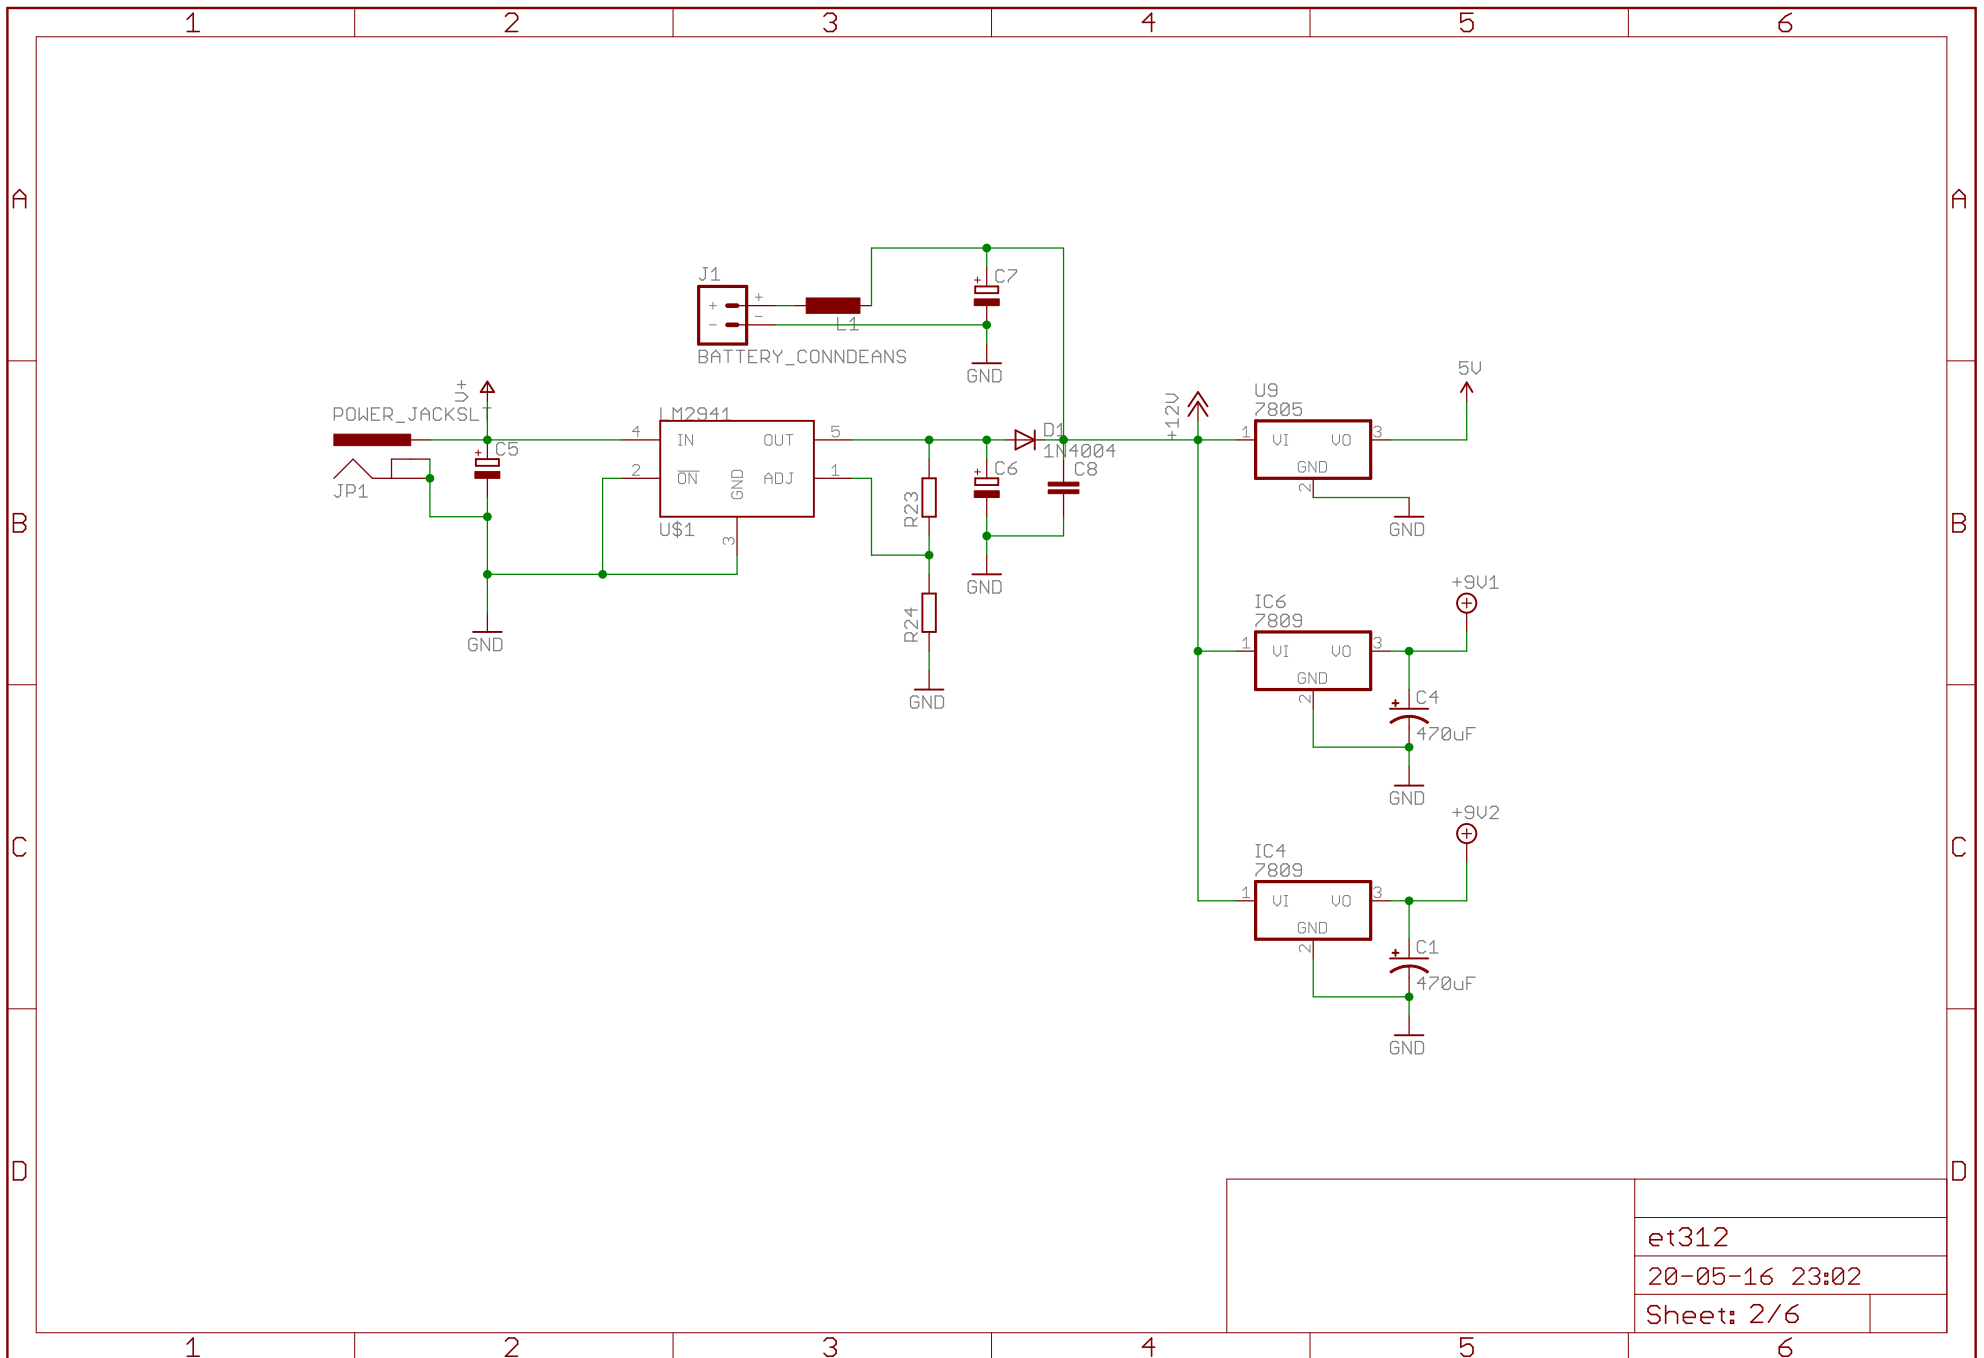 1 2 3 4 5 6
A A
J1
+ +
- -
L1
C7
BATTERY_CONNDEANS
GND
V+
POWER_JACKSLT
JP1
C5
GND
LM2941
4 IN OUT 5
2 ON GND ADJ 1
U$1
3
R23
R24
GND
C6
D1
1N4004
C8
GND
+12V
U9
7805
1 VI VO 3
GND
2
5V
GND
B B
IC6
7809
1 VI VO 3
GND
2
+9V1
C4
470uF
GND
C C
IC4
7809
1 VI VO 3
GND
2
+9V2
C1
470uF
GND
D D
et312
20-05-16 23:02
Sheet: 2/6
1 2 3 4 5 6